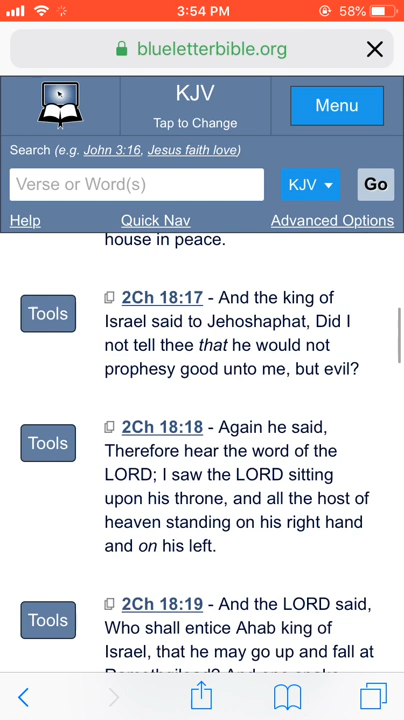 3:54 PM
58%
blueletterbible.org
KJV
Tap to Change
Menu
Search (e.g. John 3:16, Jesus faith love)
Verse or Word(s)
KJV
Go
Help
Quick Nav
Advanced Options
house in peace.
Tools
2Ch 18:17 - And the king of
Israel said to Jehoshaphat, Did I
not tell thee that he would not
prophesy good unto me, but evil?
Tools
2Ch 18:18 - Again he said,
Therefore hear the word of the
LORD; I saw the LORD sitting
upon his throne, and all the host of
heaven standing on his right hand
and on his left.
Tools
2Ch 18:19 - And the LORD said,
Who shall entice Ahab king of
Israel, that he may go up and fall at
Ramothgilead? And one spake